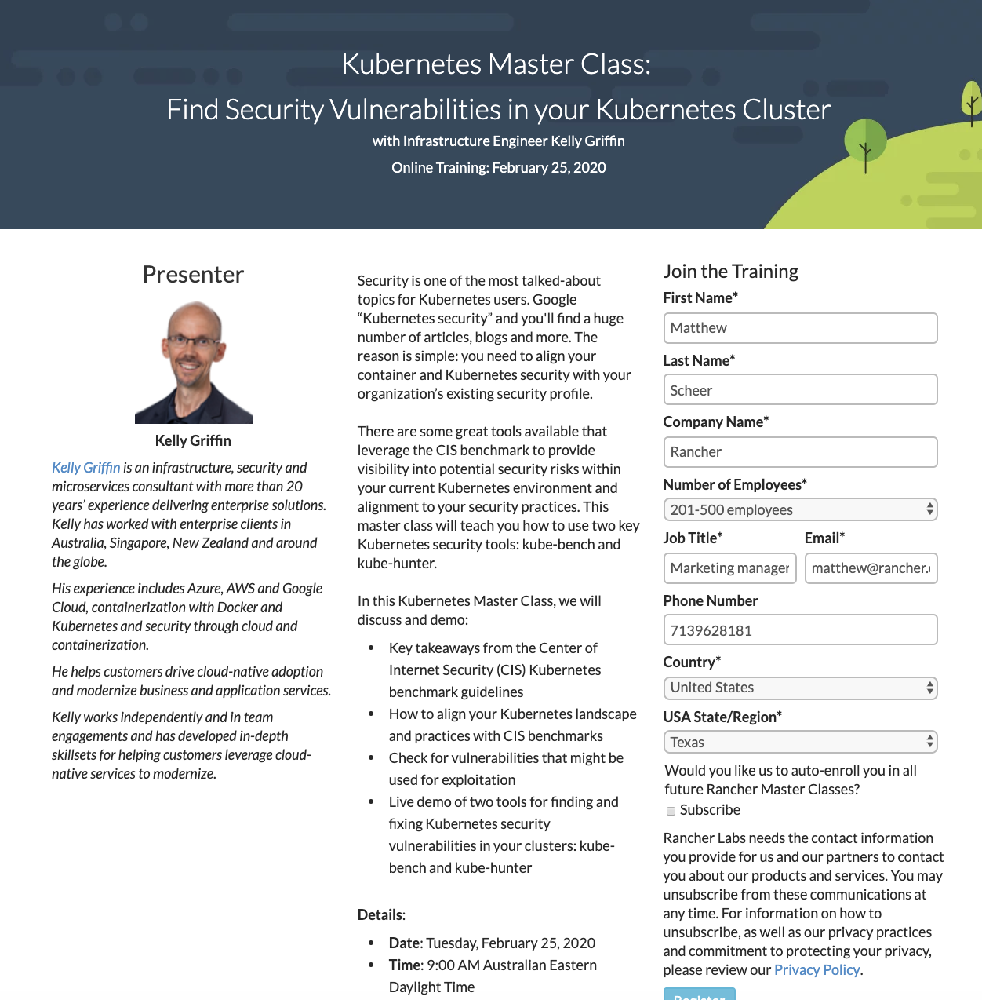 Kubernetes Master Class:
Find Security Vulnerabilities in your Kubernetes Cluster
with Infrastructure Engineer Kelly Griffin
Online Training: February 25, 2020
Presenter
Kelly Griffin
Kelly Griffin is an infrastructure, security and
microservices consultant with more than 20
years’ experience delivering enterprise solutions.
Kelly has worked with enterprise clients in
Australia, Singapore, New Zealand and around
the globe.
His experience includes Azure, AWS and Google
Cloud, containerization with Docker and
Kubernetes and security through cloud and
containerization.
He helps customers drive cloud-native adoption
and modernize business and application services.
Kelly works independently and in team
engagements and has developed in-depth
skillsets for helping customers leverage cloud-
native services to modernize.
Security is one of the most talked-about
topics for Kubernetes users. Google
“Kubernetes security” and you'll find a huge
number of articles, blogs and more. The
reason is simple: you need to align your
container and Kubernetes security with your
organization’s existing security profile.
There are some great tools available that
leverage the CIS benchmark to provide
visibility into potential security risks within
your current Kubernetes environment and
alignment to your security practices. This
master class will teach you how to use two key
Kubernetes security tools: kube-bench and
kube-hunter.
In this Kubernetes Master Class, we will
discuss and demo:
• Key takeaways from the Center of
Internet Security (CIS) Kubernetes
benchmark guidelines
• How to align your Kubernetes landscape
and practices with CIS benchmarks
• Check for vulnerabilities that might be
used for exploitation
• Live demo of two tools for finding and
fixing Kubernetes security
vulnerabilities in your clusters: kube-
bench and kube-hunter
Details:
• Date: Tuesday, February 25, 2020
• Time: 9:00 AM Australian Eastern
Daylight Time
Join the Training
First Name*
Matthew
Last Name*
Scheer
Company Name*
Rancher
Number of Employees*
201-500 employees
Job Title* Email*
Marketing manager matthew@rancher.
Phone Number
7139628181
Country*
United States
USA State/Region*
Texas
Would you like us to auto-enroll you in all
future Rancher Master Classes?
Subscribe
Rancher Labs needs the contact information
you provide for us and our partners to contact
you about our products and services. You may
unsubscribe from these communications at
any time. For information on how to
unsubscribe, as well as our privacy practices
and commitment to protecting your privacy,
please review our Privacy Policy.
Register